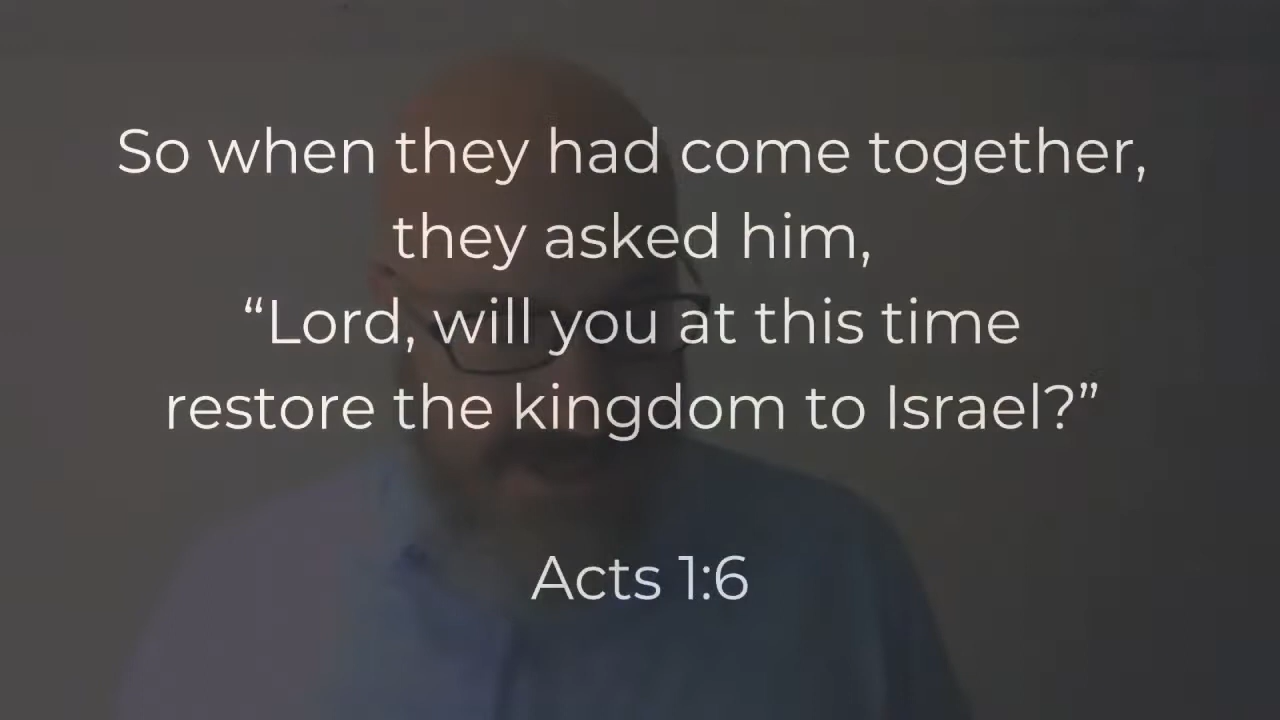 So when they had come together,
they asked him,
“Lord, will you at this time
restore the kingdom to Israel?”
Acts 1:6